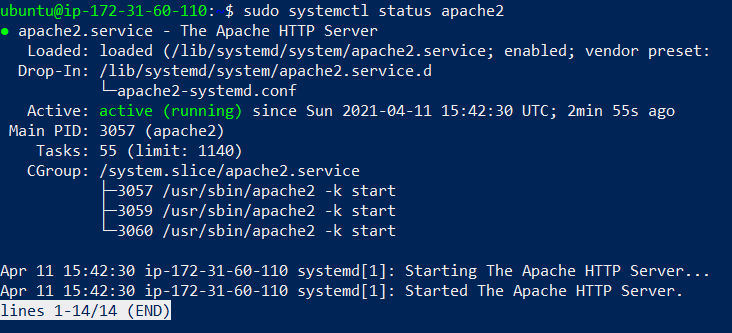 ubuntu@ip-172-31-60-110:~$ sudo systemctl status apache2
● apache2.service - The Apache HTTP Server
   Loaded: loaded (/lib/systemd/system/apache2.service; enabled; vendor preset:
  Drop-In: /lib/systemd/system/apache2.service.d
           └─apache2-systemd.conf
   Active: active (running) since Sun 2021-04-11 15:42:30 UTC; 2min 55s ago
 Main PID: 3057 (apache2)
    Tasks: 55 (limit: 1140)
   CGroup: /system.slice/apache2.service
           ├─3057 /usr/sbin/apache2 -k start
           ├─3059 /usr/sbin/apache2 -k start
           └─3060 /usr/sbin/apache2 -k start

Apr 11 15:42:30 ip-172-31-60-110 systemd[1]: Starting The Apache HTTP Server...
Apr 11 15:42:30 ip-172-31-60-110 systemd[1]: Started The Apache HTTP Server.
lines 1-14/14 (END)